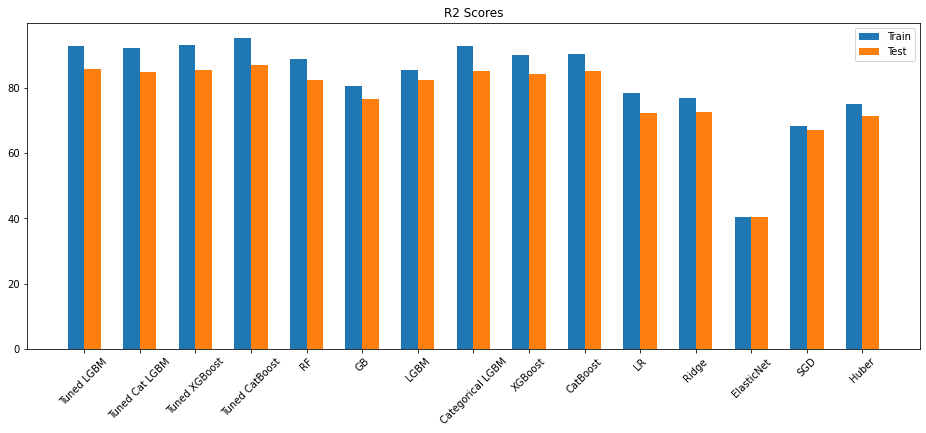 R2 Scores
Train
Test
80
60
40
20
0
Tuned LGBM
Tuned Cat LGBM
Tuned XGBoost
Tuned CatBoost
RF
GB
LGBM
Categorical LGBM
XGBoost
CatBoost
LR
Ridge
ElasticNet
SGD
Huber